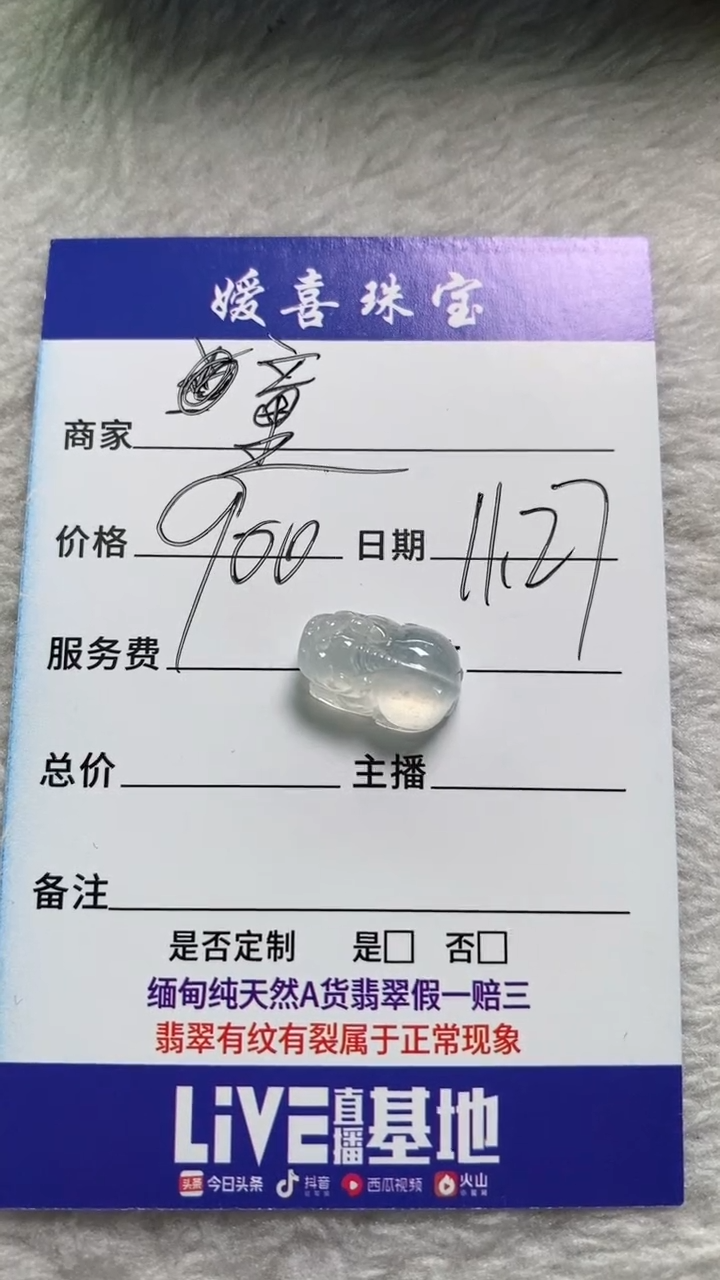 媛喜珠宝
商家 童
价格 900 日期 11.27
服务费
总价 主播
备注
是否定制 是□ 否□
缅甸纯天然A货翡翠假一赔三
翡翠有纹有裂属于正常现象
LiVE直播基地
头条 今日头条 抖音 西瓜视频 火山